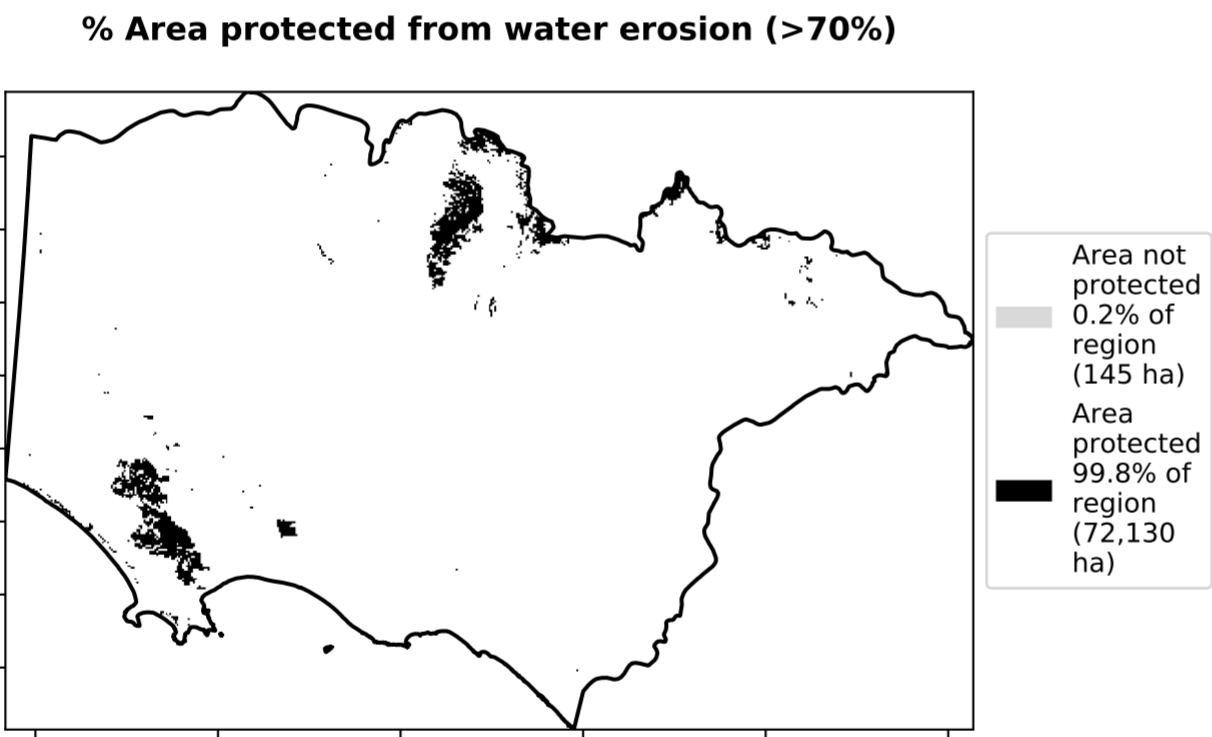 % Area protected from water erosion (>70%)
Area not
protected
0.2% of
region
(145 ha)
Area
protected
99.8% of
region
(72,130
ha)